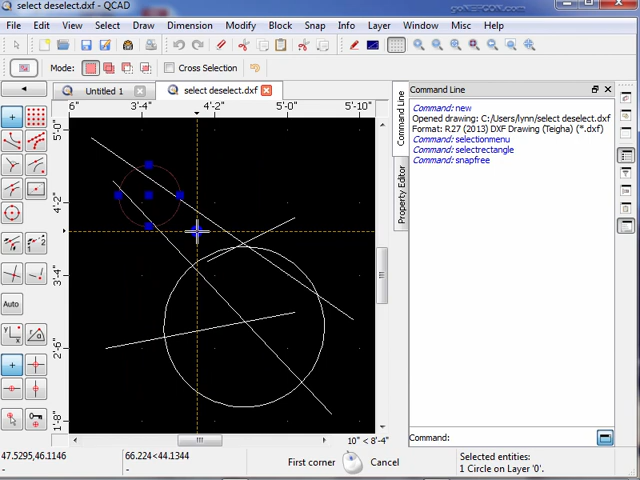 select deselect.dxf - QCAD
File Edit View Select Draw Dimension Modify Block Snap Info Layer Window Misc Help
Mode: Cross Selection
Untitled 1 select deselect.dxf
6" 3'-4" 4'-2" 5'-0" 5'-10"
5'-0"
4'-2"
3'-4"
2'-6"
1'-8"
Auto
10" < 8'-4"
Command Line
Property Editor
Command Line
Command: new
Opened drawing: C:/Users/lynn/select deselect.dxf
Format: R27 (2013) DXF Drawing (Teigha) (*.dxf)
Command: selectionmenu
Command: selectrectangle
Command: snapfree
Command:
47.5295,46.1146
-
66.224<44.1344
-
First corner Cancel
Selected entities:
1 Circle on Layer '0'.